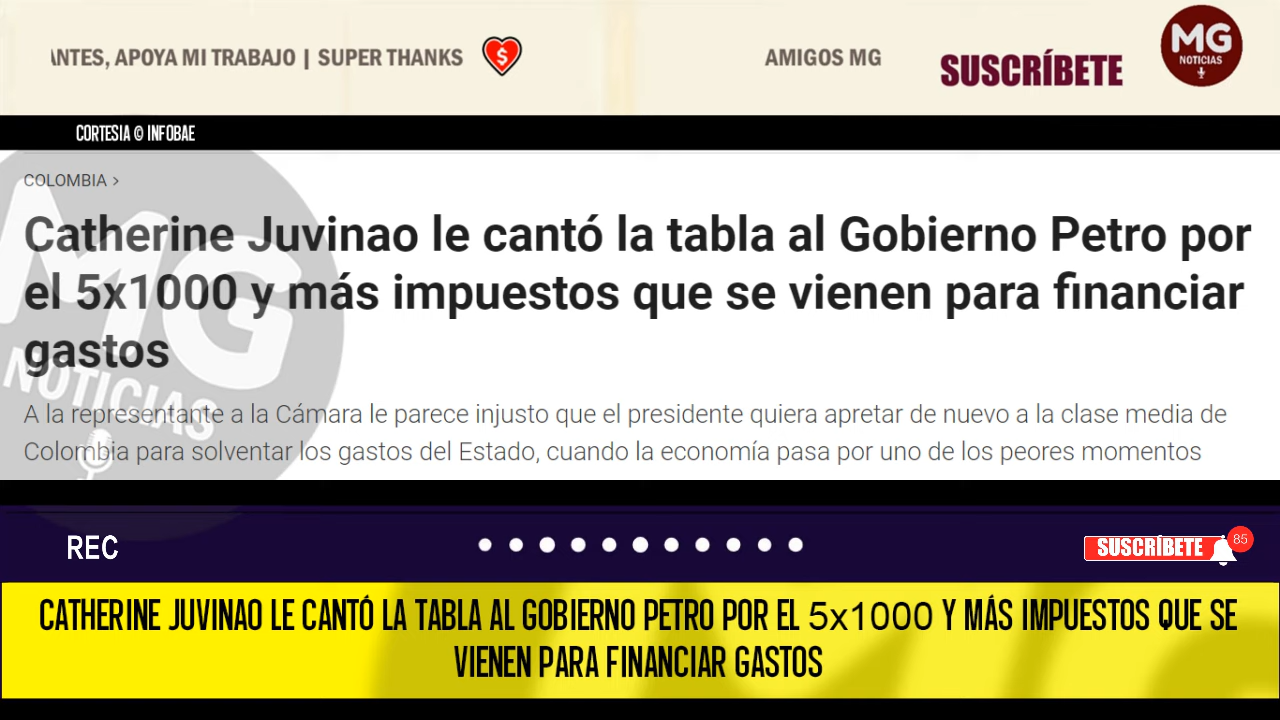 ANTES, APOYA MI TRABAJO | SUPER THANKS
$
AMIGOS MG
SUSCRÍBETE
MG
NOTICIAS
CORTESIA © INFOBAE
COLOMBIA >
Catherine Juvinao le cantó la tabla al Gobierno Petro por
el 5x1000 y más impuestos que se vienen para financiar
gastos
A la representante a la Cámara le parece injusto que el presidente quiera apretar de nuevo a la clase media de
Colombia para solventar los gastos del Estado, cuando la economía pasa por uno de los peores momentos
MG
NOTICIAS
REC
SUSCRÍBETE
85
CATHERINE JUVINAO LE CANTÓ LA TABLA AL GOBIERNO PETRO POR EL 5x1000 Y MÁS IMPUESTOS QUE SE
VIENEN PARA FINANCIAR GASTOS